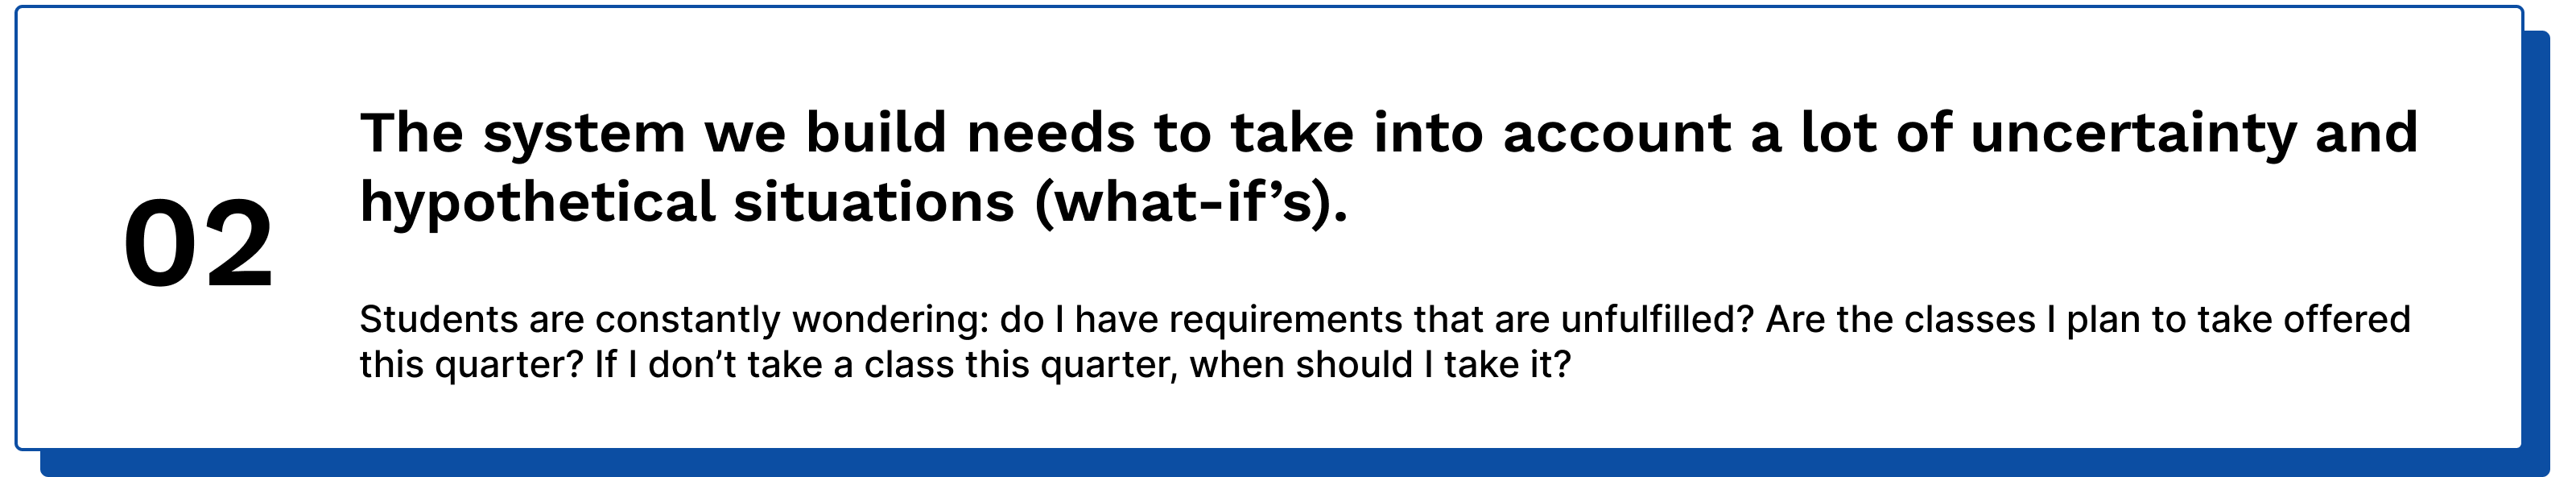 02
The system we build needs to take into account a lot of uncertainty and
hypothetical situations (what-if’s).
Students are constantly wondering: do I have requirements that are unfulfilled? Are the classes I plan to take offered
this quarter? If I don’t take a class this quarter, when should I take it?